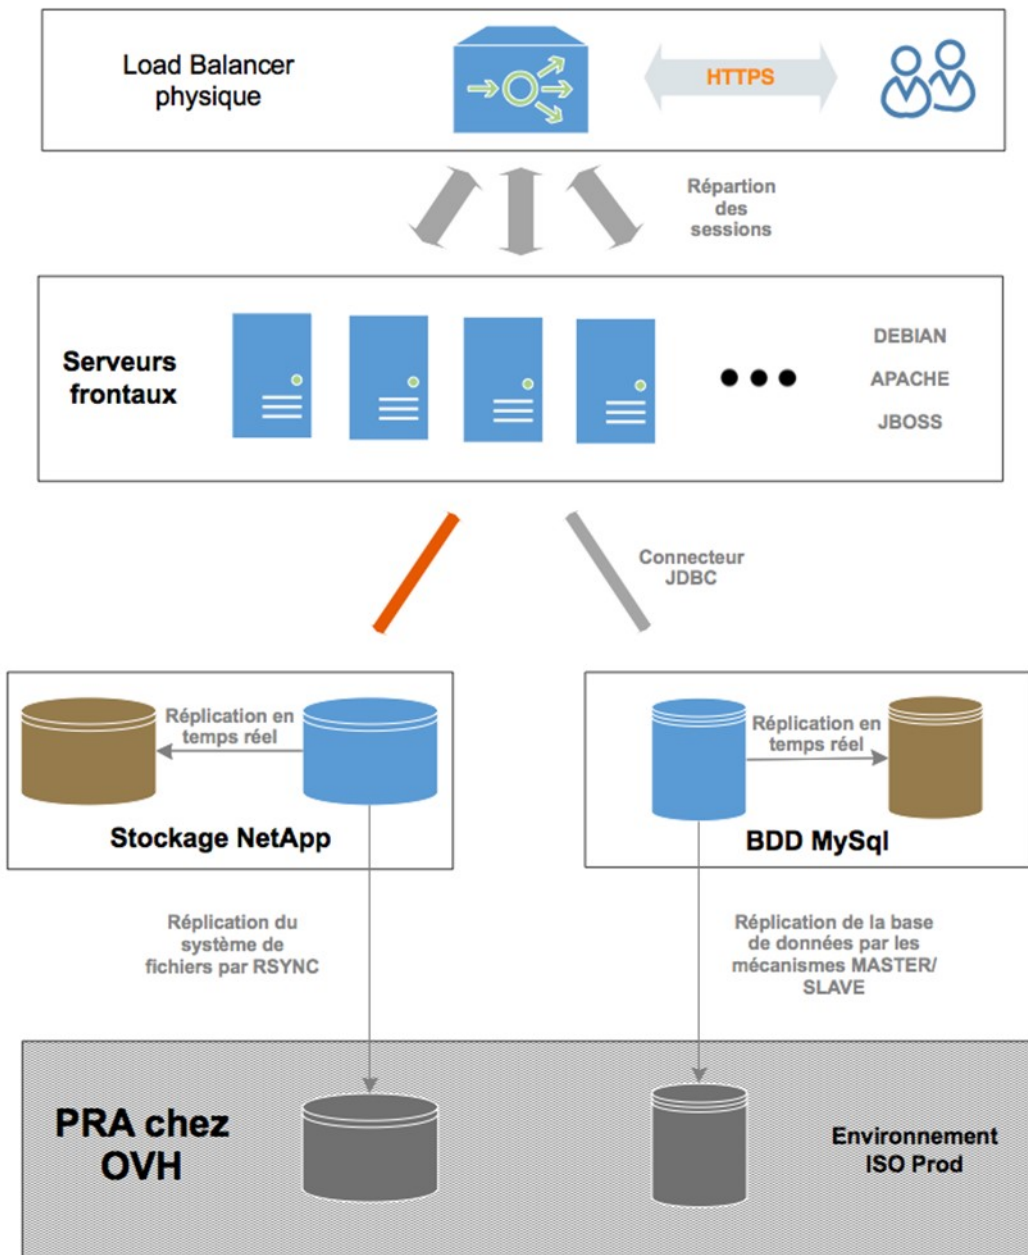 Load Balancer
physique
HTTPS
Répartion
des
sessions
Serveurs
frontaux
DEBIAN
APACHE
JBOSS
Connecteur
JDBC
Réplication en
temps réel
Stockage NetApp
Réplication en
temps réel
BDD MySql
Réplication du
système de
fichiers par RSYNC
Réplication de la base
de données par les
mécanismes MASTER/
SLAVE
PRA chez
OVH
Environnement
ISO Prod